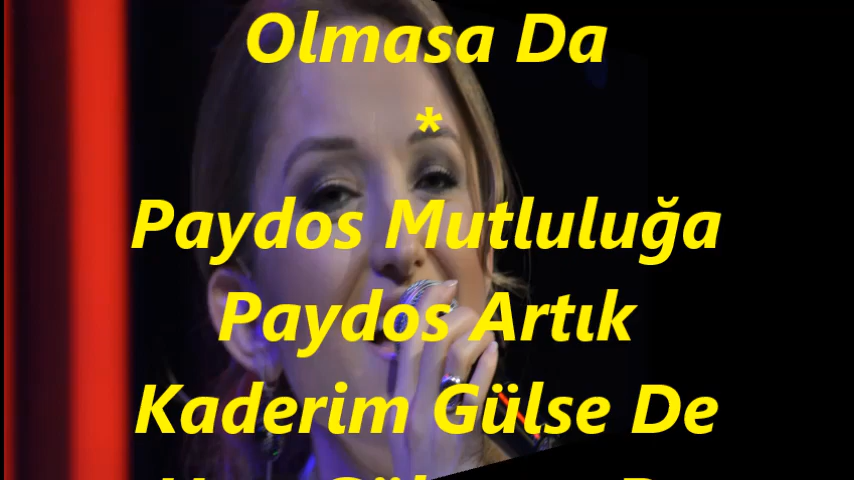 Olmasa Da
*
Paydos Mutluluğa
Paydos Artık
Kaderim Gülse De